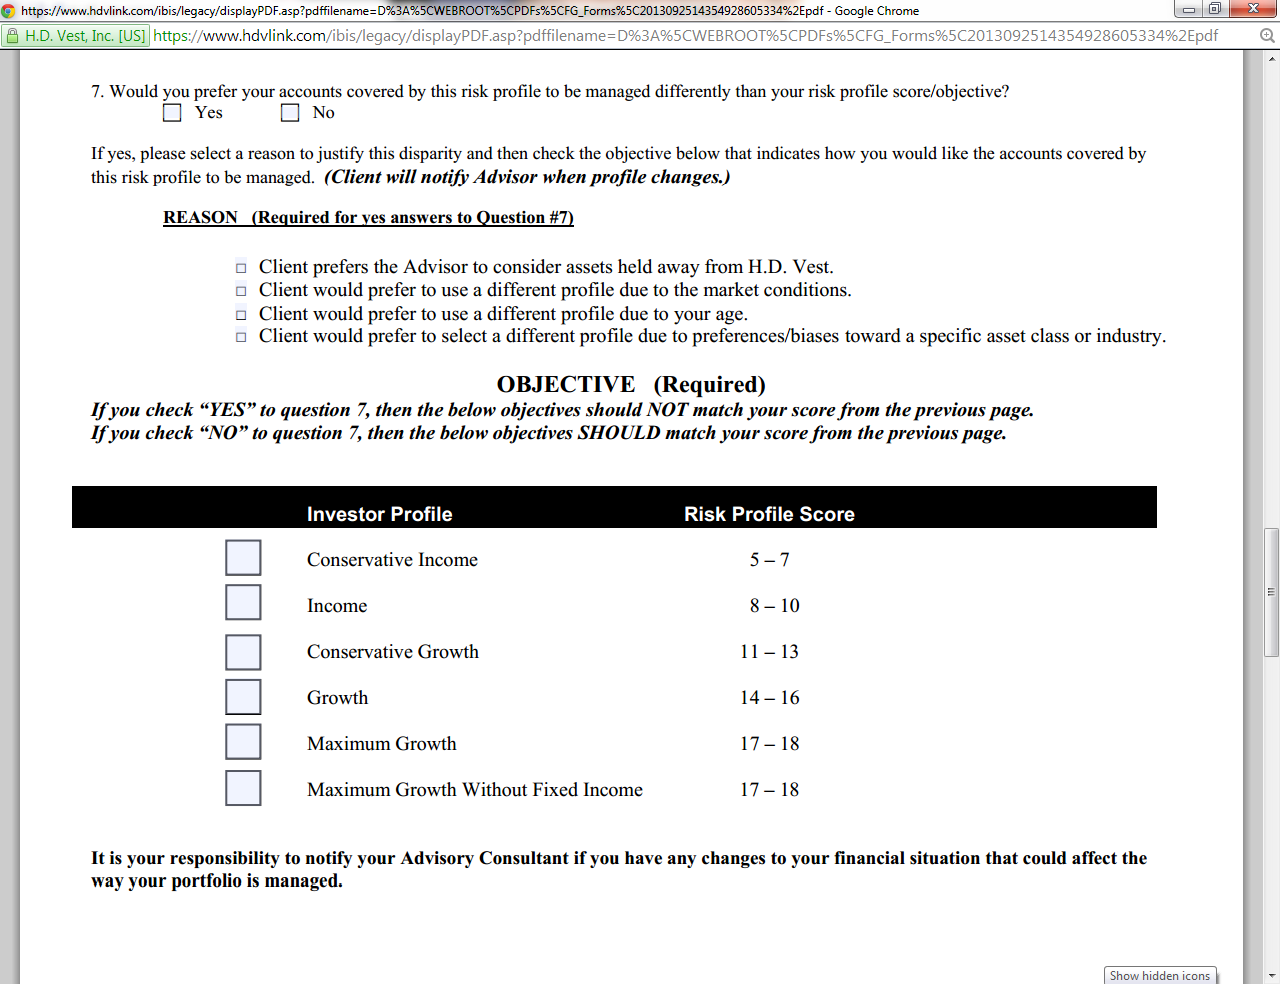 https://www.hdvlink.com/ibis/legacy/displayPDF.asp?pdffilename=D%3A%5CWEBROOT%5CPDFs%5CFG_Forms%5C2013092514354928605334%2Epdf - Google Chrome
H.D. Vest, Inc. [US] https://www.hdvlink.com/ibis/legacy/displayPDF.asp?pdffilename=D%3A%5CWEBROOT%5CPDFs%5CFG_Forms%5C2013092514354928605334%2Epdf
7. Would you prefer your accounts covered by this risk profile to be managed differently than your risk profile score/objective?
Yes No
If yes, please select a reason to justify this disparity and then check the objective below that indicates how you would like the accounts covered by
this risk profile to be managed. (Client will notify Advisor when profile changes.)
REASON (Required for yes answers to Question #7)
Client prefers the Advisor to consider assets held away from H.D. Vest.
Client would prefer to use a different profile due to the market conditions.
Client would prefer to use a different profile due to your age.
Client would prefer to select a different profile due to preferences/biases toward a specific asset class or industry.
OBJECTIVE (Required)
If you check “YES” to question 7, then the below objectives should NOT match your score from the previous page.
If you check “NO” to question 7, then the below objectives SHOULD match your score from the previous page.
Investor Profile Risk Profile Score
Conservative Income 5 – 7
Income 8 – 10
Conservative Growth 11 – 13
Growth 14 – 16
Maximum Growth 17 – 18
Maximum Growth Without Fixed Income 17 – 18
It is your responsibility to notify your Advisory Consultant if you have any changes to your financial situation that could affect the
way your portfolio is managed.
Show hidden icons